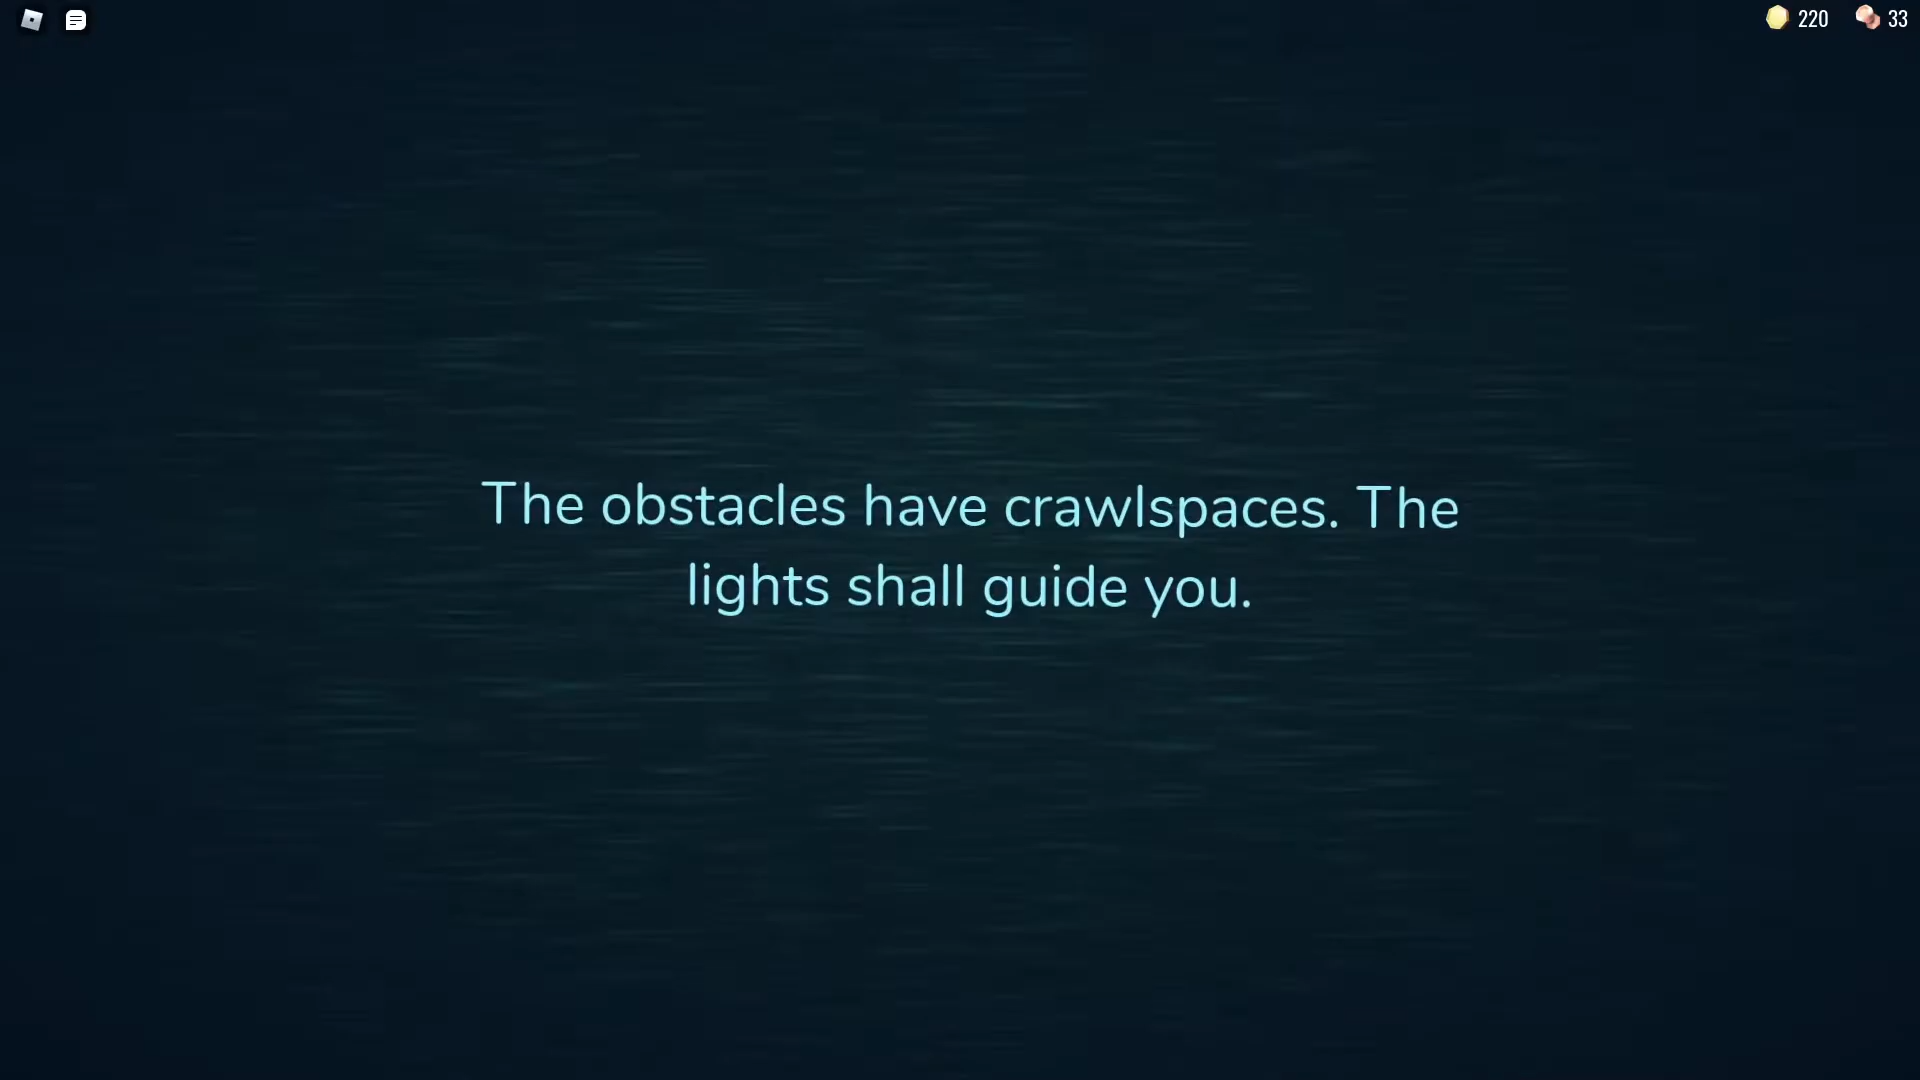 220 33
The obstacles have crawlspaces. The
lights shall guide you.